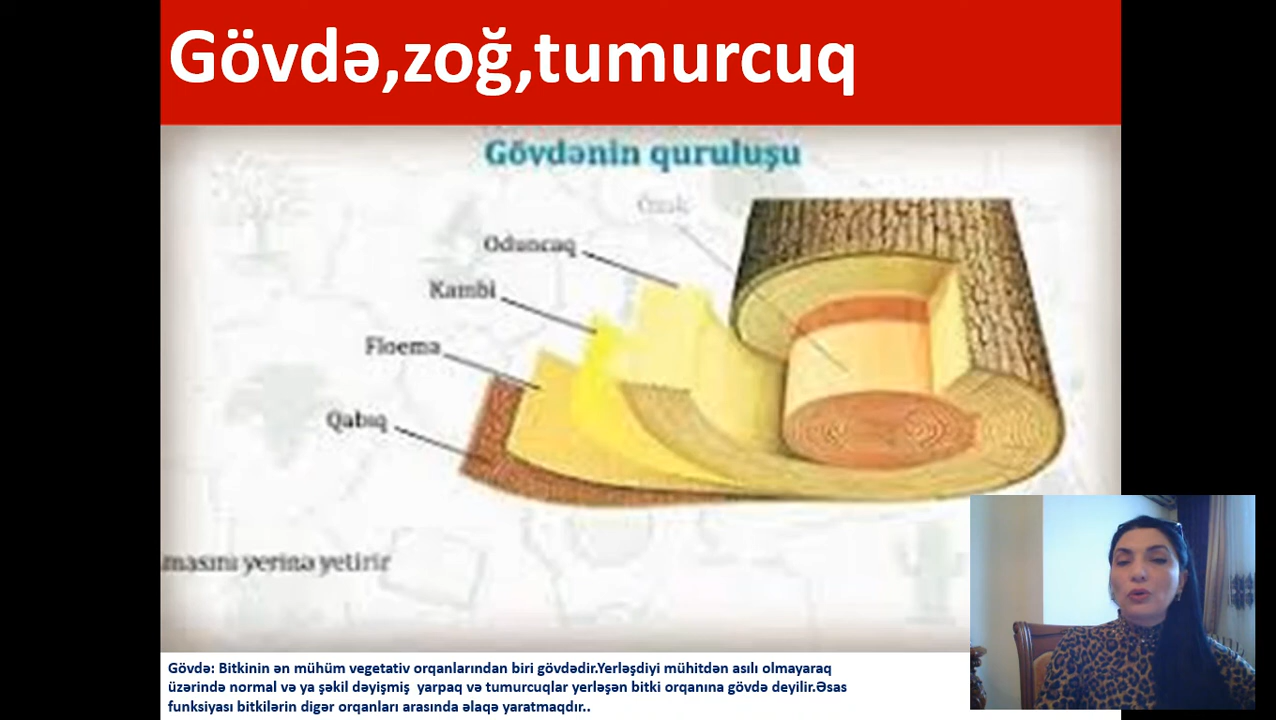 Gövdə,zoğ,tumurcuq
Gövdənin quruluşu
Özək
Oduncaq
Kambi
Floema
Qabıq
masını yerinə yetirir
Gövdə: Bitkinin ən mühüm vegetativ orqanlarından biri gövdədir.Yerləşdiyi mühitdən asılı olmayaraq
üzərində normal və ya şəkil dəyişmiş yarpaq və tumurcuqlar yerləşən bitki orqanına gövdə deyilir.Əsas
funksiyası bitkilərin digər orqanları arasında əlaqə yaratmaqdır..